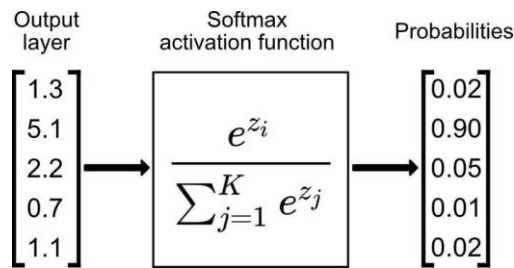 Output layer
Softmax activation function
Probabilities
1.3
5.1
2.2
0.7
1.1
e^{z_i}
∑_{j=1}^{K} e^{z_j}
0.02
0.90
0.05
0.01
0.02